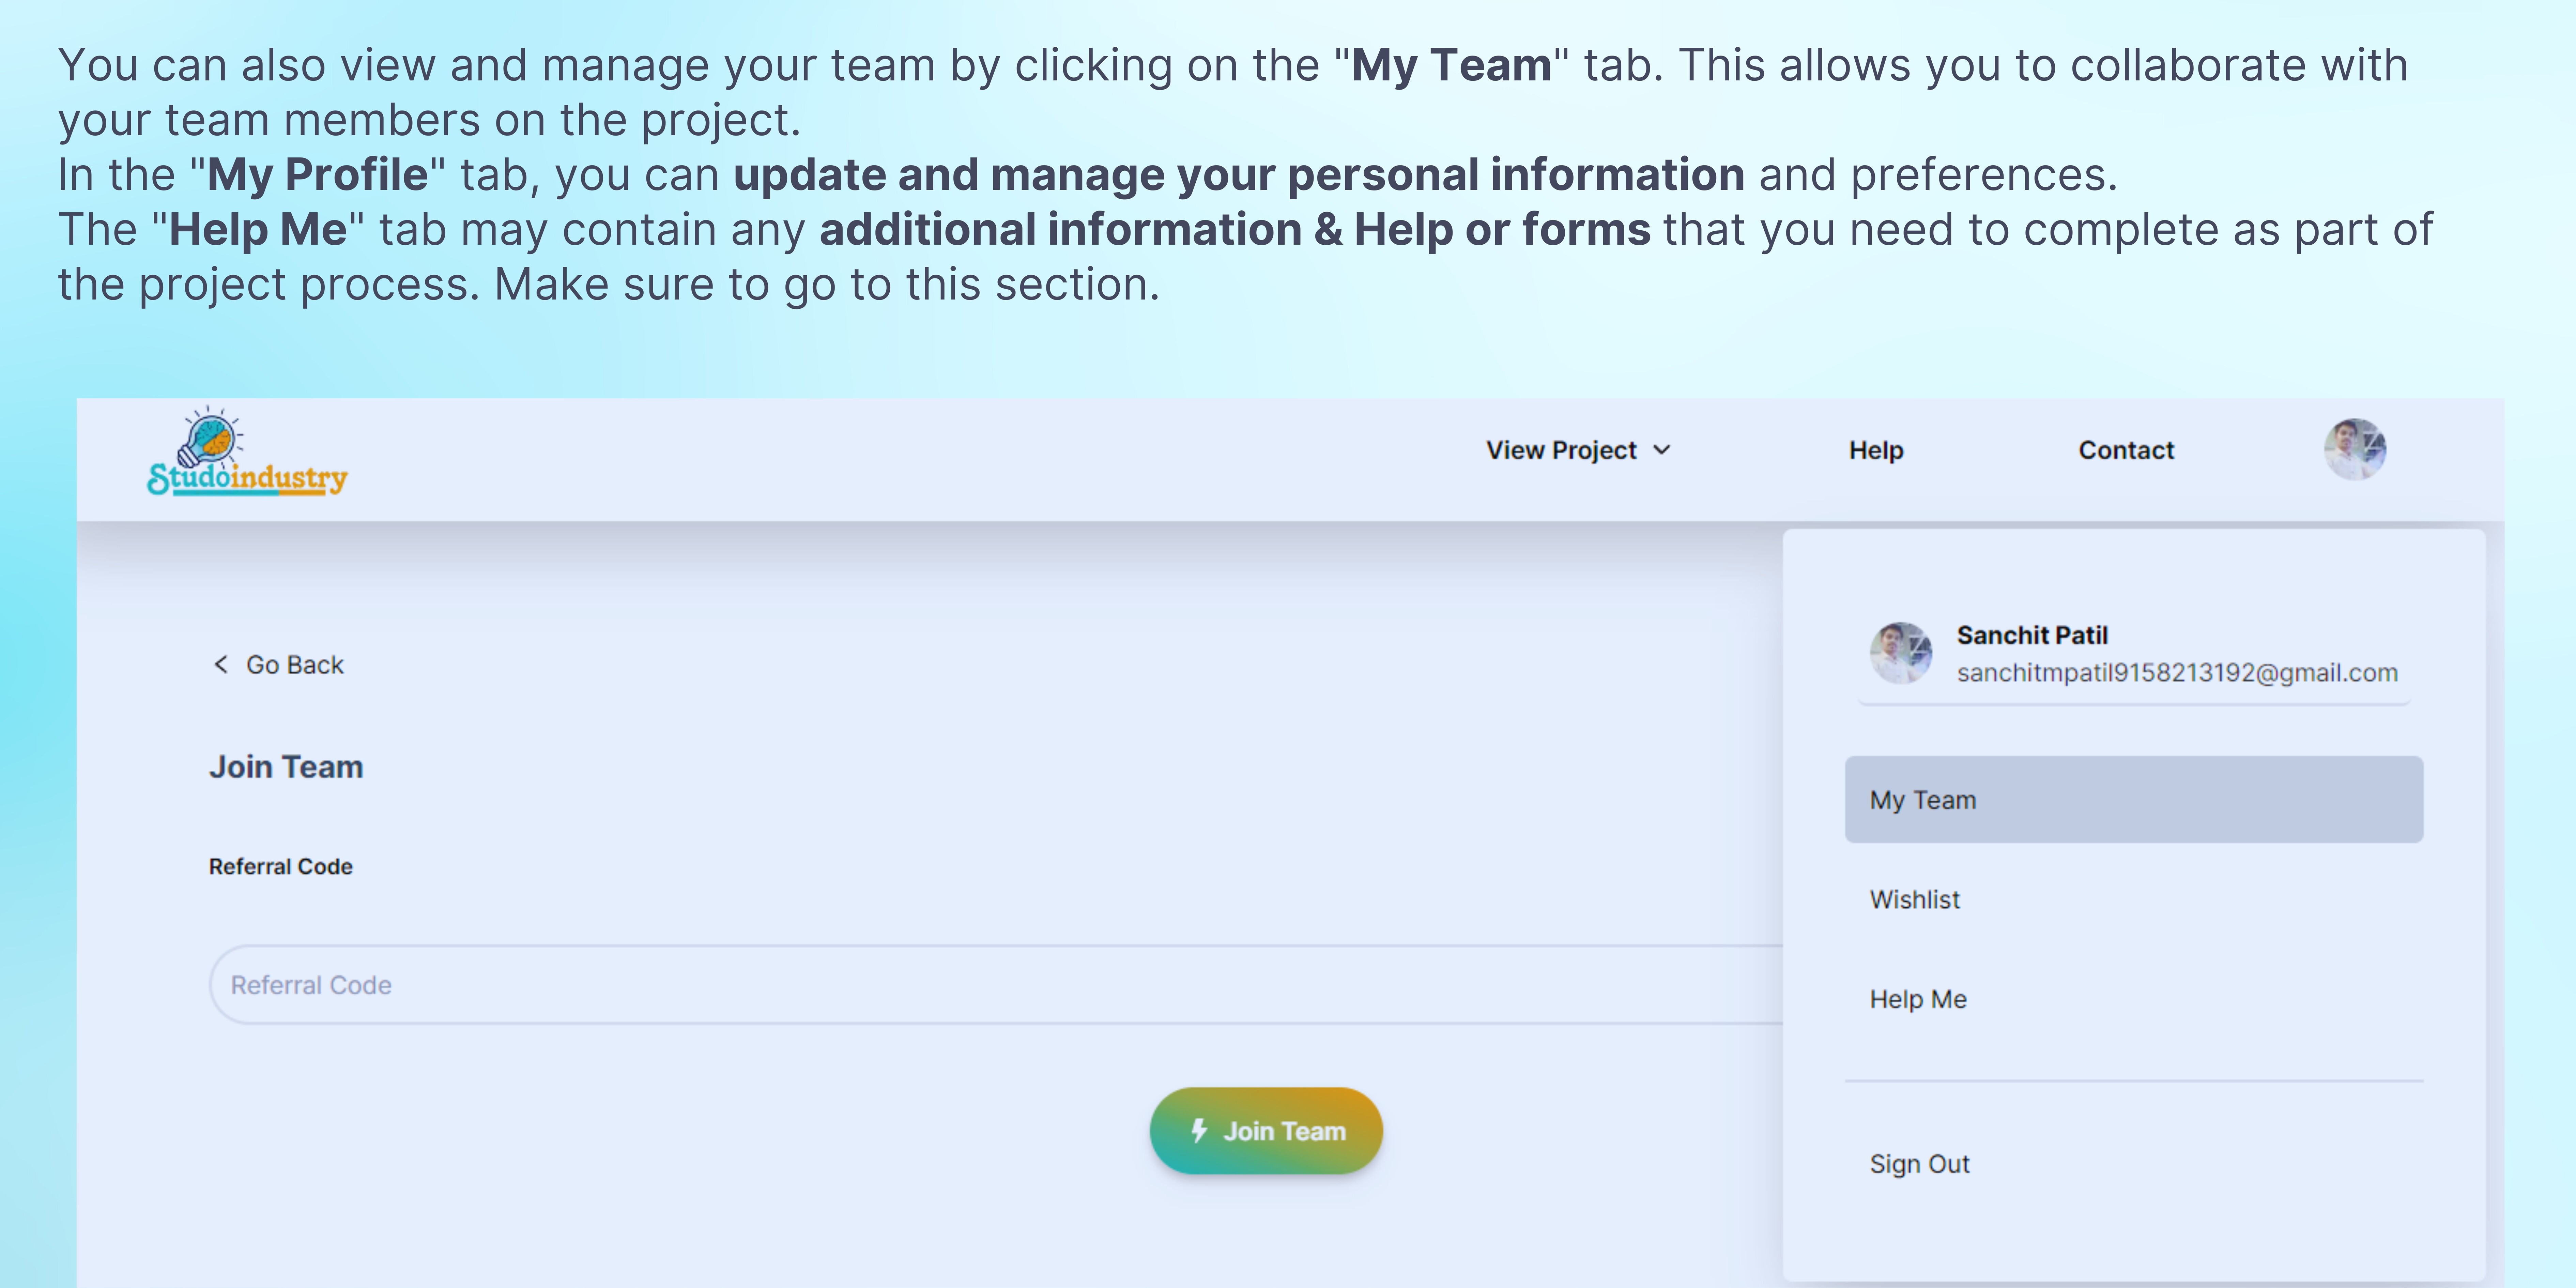 You can also view and manage your team by clicking on the "My Team" tab. This allows you to collaborate with
your team members on the project.
In the "My Profile" tab, you can update and manage your personal information and preferences.
The "Help Me" tab may contain any additional information & Help or forms that you need to complete as part of
the project process. Make sure to go to this section.
Studoindustry
View Project
Help
Contact
Go Back
Join Team
Referral Code
Referral Code
Join Team
Sanchit Patil
sanchitmpatil9158213192@gmail.com
My Team
Wishlist
Help Me
Sign Out